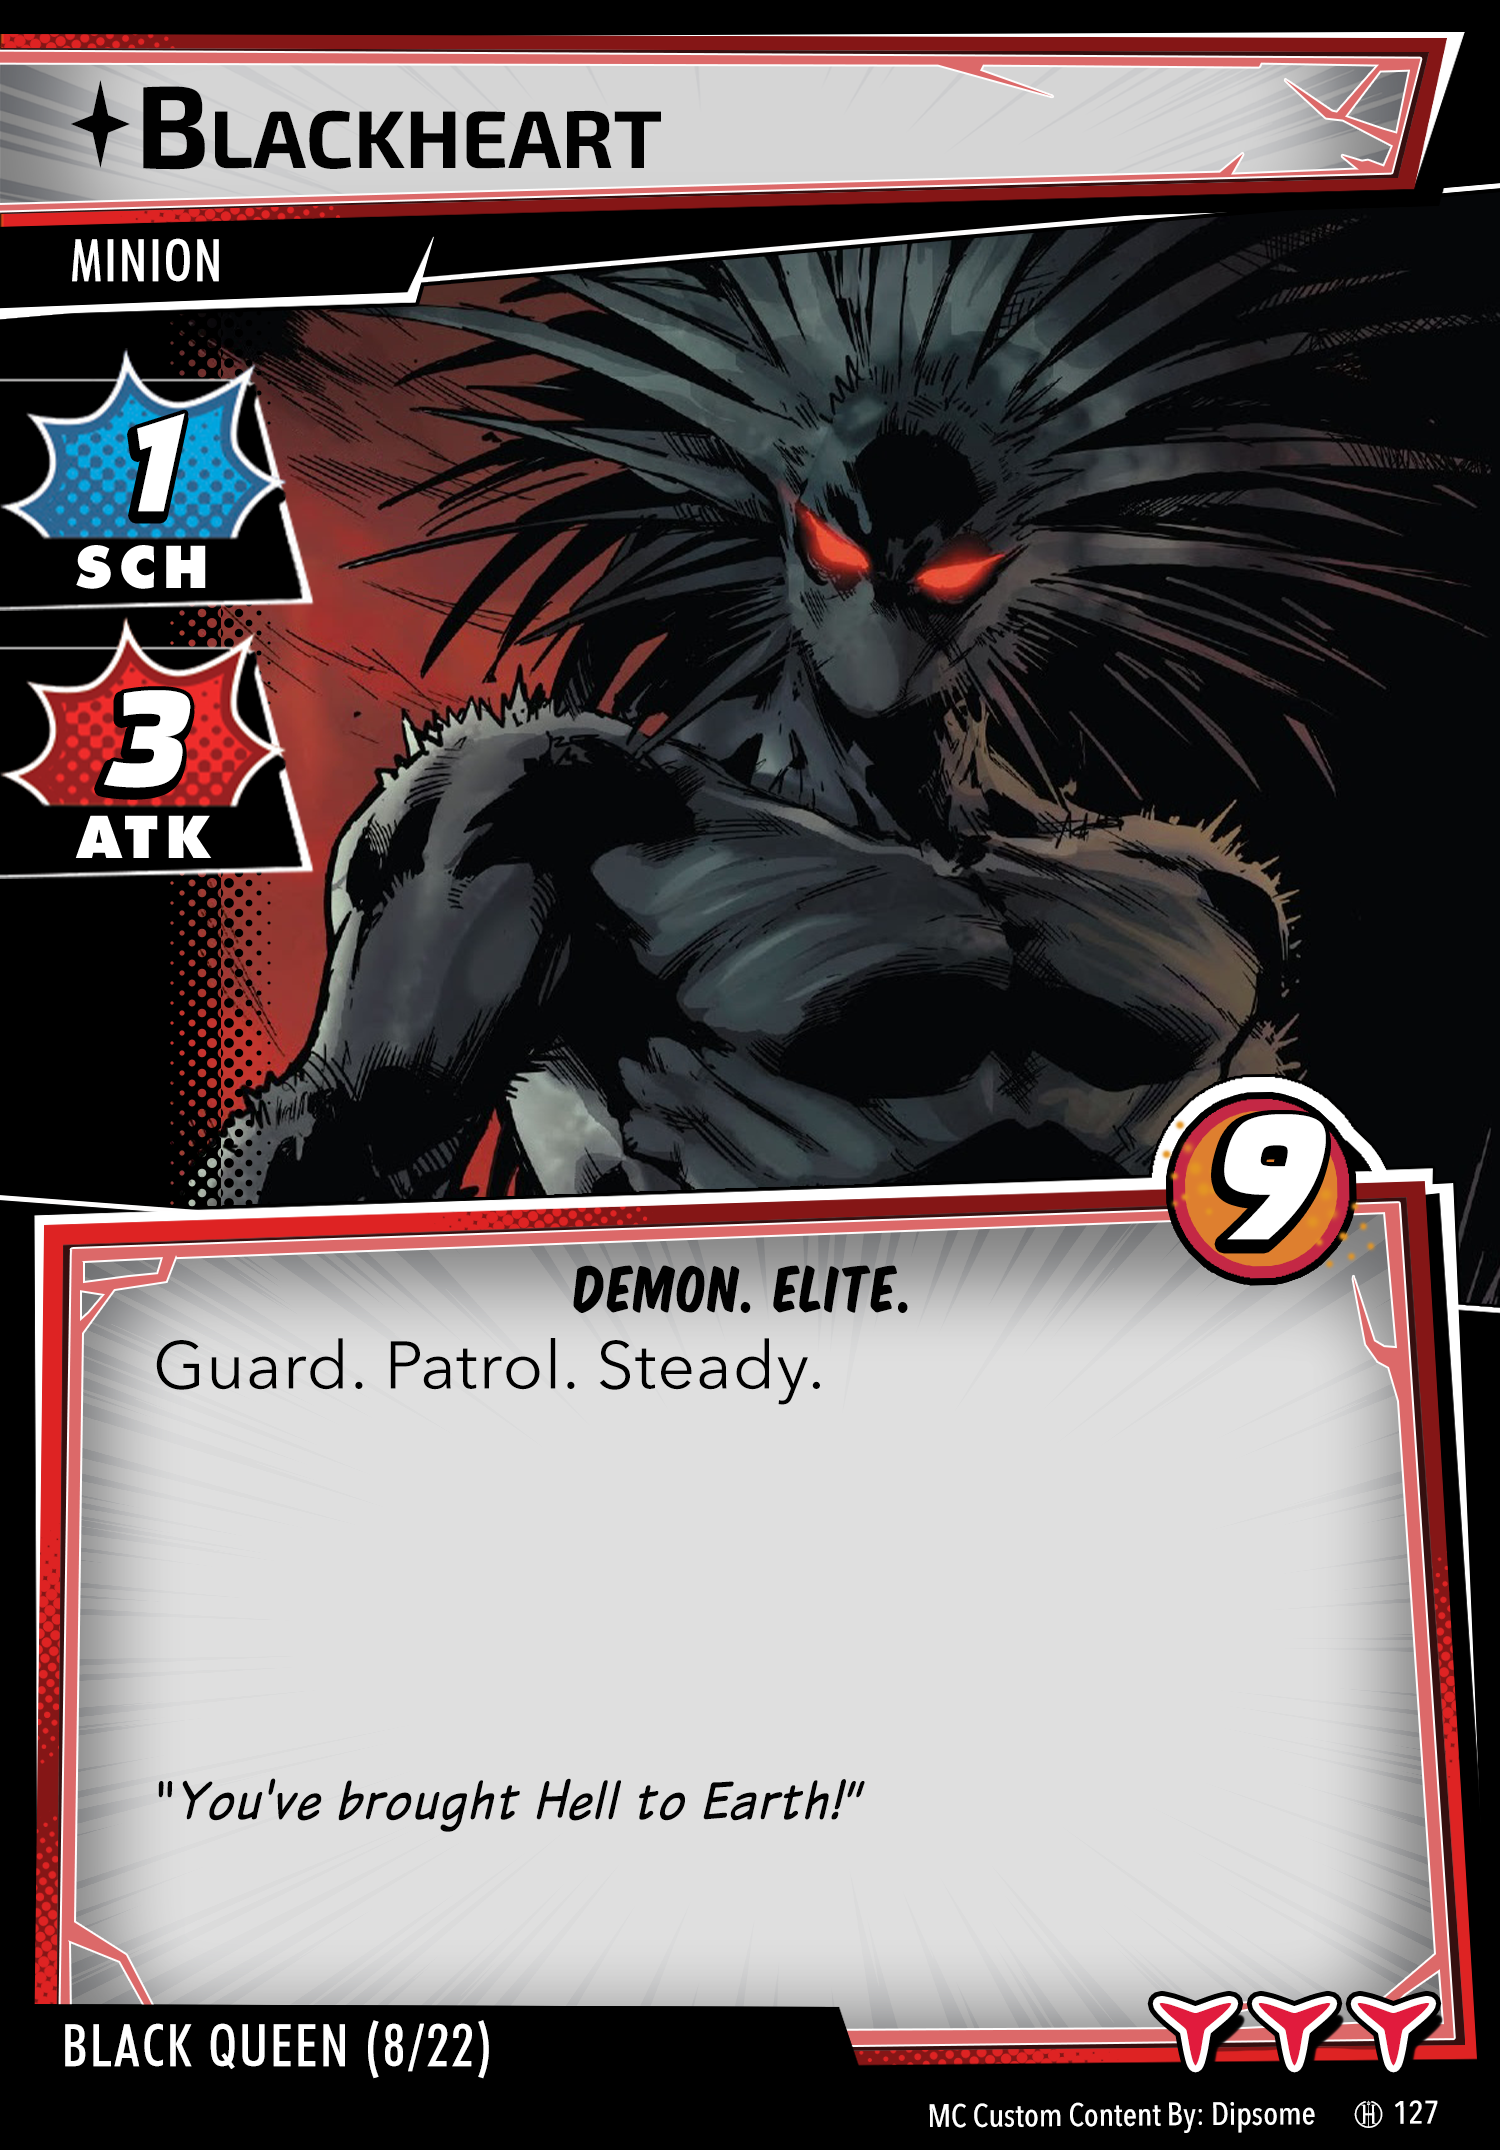 BLACKHEART
MINION
1
SCH
3
ATK
9
DEMON. ELITE.
Guard. Patrol. Steady.
"You've brought Hell to Earth!"
BLACK QUEEN (8/22)
MC Custom Content By: Dipsome H 127